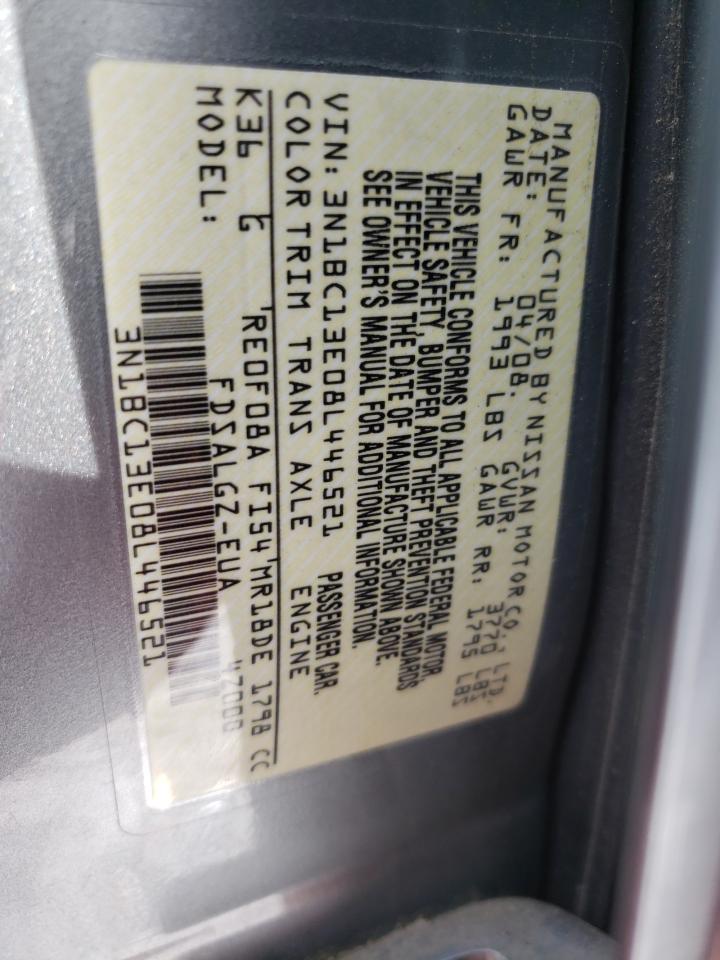 MANUFACTURED BY NISSAN MOTOR CO., LTD.
DATE: 04/08. GVWR: 3770 LBS
GAWR FR: 1993 LBS GAWR RR: 1795 LBS
THIS VEHICLE CONFORMS TO ALL APPLICABLE FEDERAL MOTOR
VEHICLE SAFETY, BUMPER AND THEFT PREVENTION STANDARDS
IN EFFECT ON THE DATE OF MANUFACTURE SHOWN ABOVE.
SEE OWNER'S MANUAL FOR ADDITIONAL INFORMATION.
VIN: 3N1BC13E08L446521 PASSENGER CAR.
COLOR TRIM TRANS AXLE ENGINE
K36 G RE0F08A FI54 MR18DE 1798 CC
MODEL: FDSALGZ-EUA
3N1BC13E08L446521